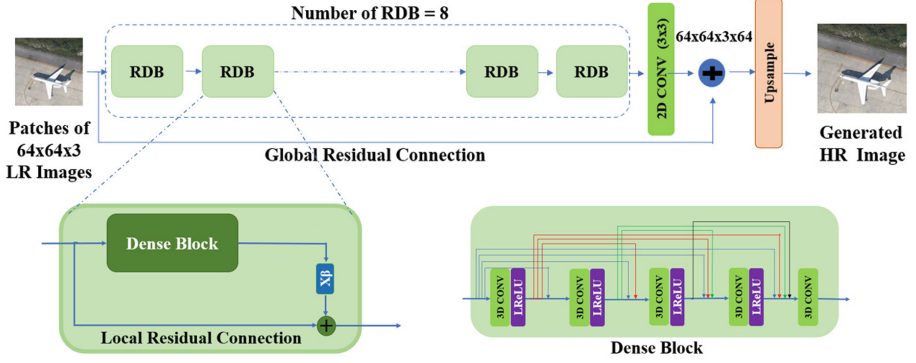 Number of RDB = 8
RDB
RDB
RDB
RDB
2D CONV (3x3)
64x64x3x64
Upsample
Patches of
64x64x3
LR Images
Global Residual Connection
Generated
HR Image
Dense Block
Xβ
Local Residual Connection
3D CONV
LReLU
3D CONV
LReLU
3D CONV
LReLU
3D CONV
LReLU
3D CONV
Dense Block